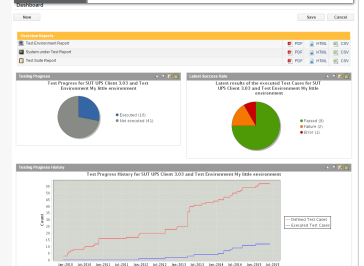 Dashboard
New Save Cancel
Overview Reports
Test Environment Report PDF HTML CSV
System under Test Report PDF HTML CSV
Test Suite Report PDF HTML CSV
Testing Progress
Test Progress for SUT UPS Client 3.03 and Test
Environment My little environment
Executed (18)
Not executed (41)
Latest Success Rate
Latest results of the executed Test Cases for SUT
UPS Client 3.03 and Test Environment My little
environment
Passed (9)
Failure (2)
Error (1)
Testing Progress History
Test Progress History for SUT UPS Client 3.03 and Test Environment My little environment
Count
Defined Test Cases
Executed Test Cases